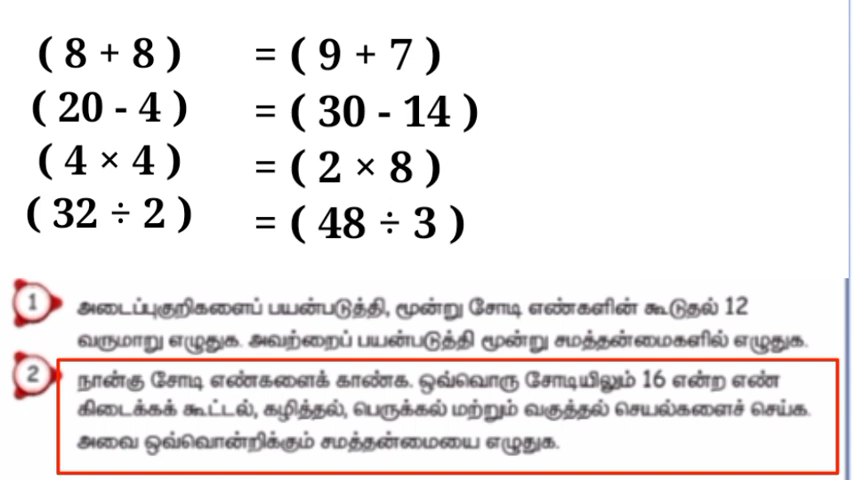 ( 8 + 8 ) = ( 9 + 7 )
( 20 - 4 ) = ( 30 - 14 )
( 4 × 4 ) = ( 2 × 8 )
( 32 ÷ 2 ) = ( 48 ÷ 3 )
1 அடைப்புகுறிகளைப் பயன்படுத்தி, மூன்று சோடி எண்களின் கூடுதல் 12
வருமாறு எழுதுக. அவற்றைப் பயன்படுத்தி மூன்று சமத்தன்மைகளில் எழுதுக.
2 நான்கு சோடி எண்களைக் காண்க. ஒவ்வொரு சோடியிலும் 16 என்ற எண்
கிடைக்கக் கூட்டல், கழித்தல், பெருக்கல் மற்றும் வகுத்தல் செயல்களைச் செய்க.
அவை ஒவ்வொன்றிக்கும் சமத்தன்மையை எழுதுக.